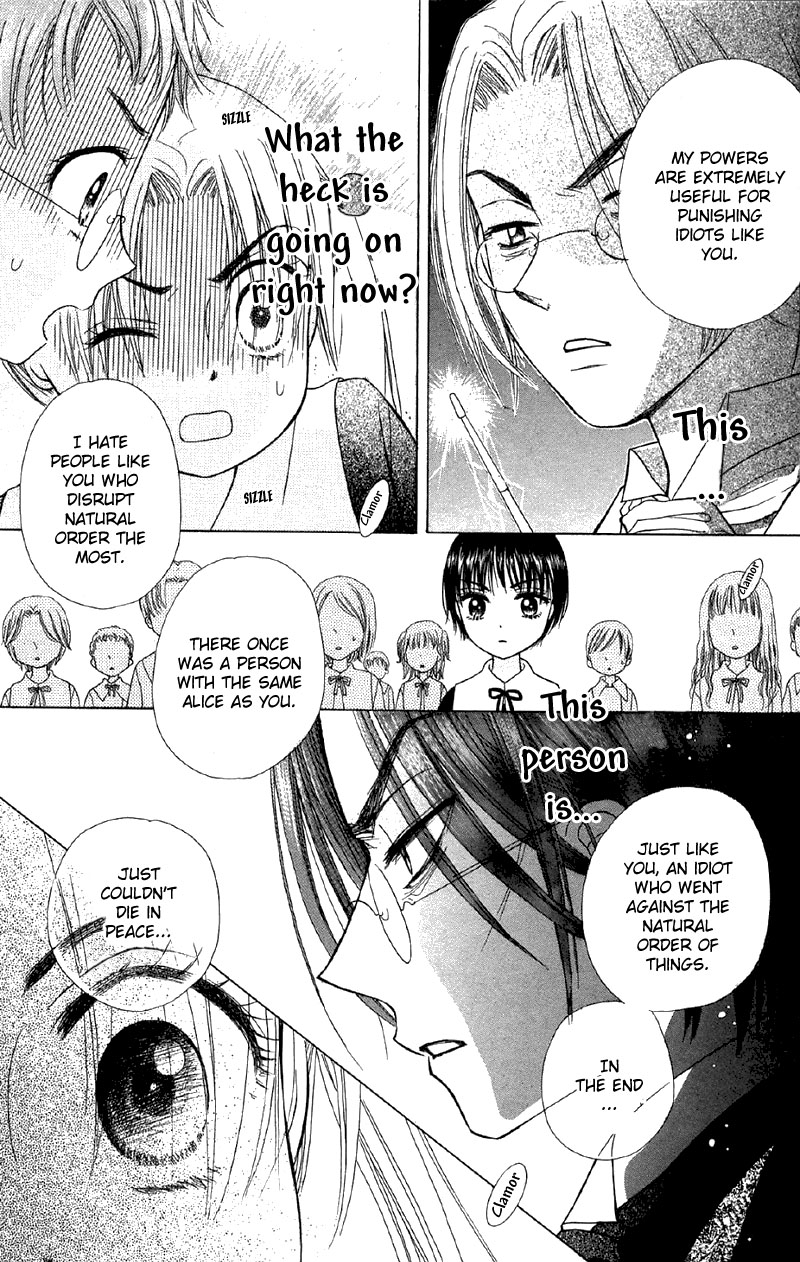 MY POWERS
ARE EXTREMELY
USEFUL FOR
PUNISHING
IDIOTS LIKE
YOU.
This
...
SIZZLE
What the
heck is
going on
right now?
I HATE
PEOPLE LIKE
YOU WHO
DISRUPT
NATURAL
ORDER THE
MOST.
SIZZLE
Clamor
Clamor
THERE ONCE
WAS A PERSON
WITH THE SAME
ALICE AS YOU.
This
person
is...
JUST LIKE
YOU, AN IDIOT
WHO WENT
AGAINST THE
NATURAL
ORDER OF
THINGS.
IN
THE END
...
JUST
COULDN'T
DIE IN
PEACE...
Clamor